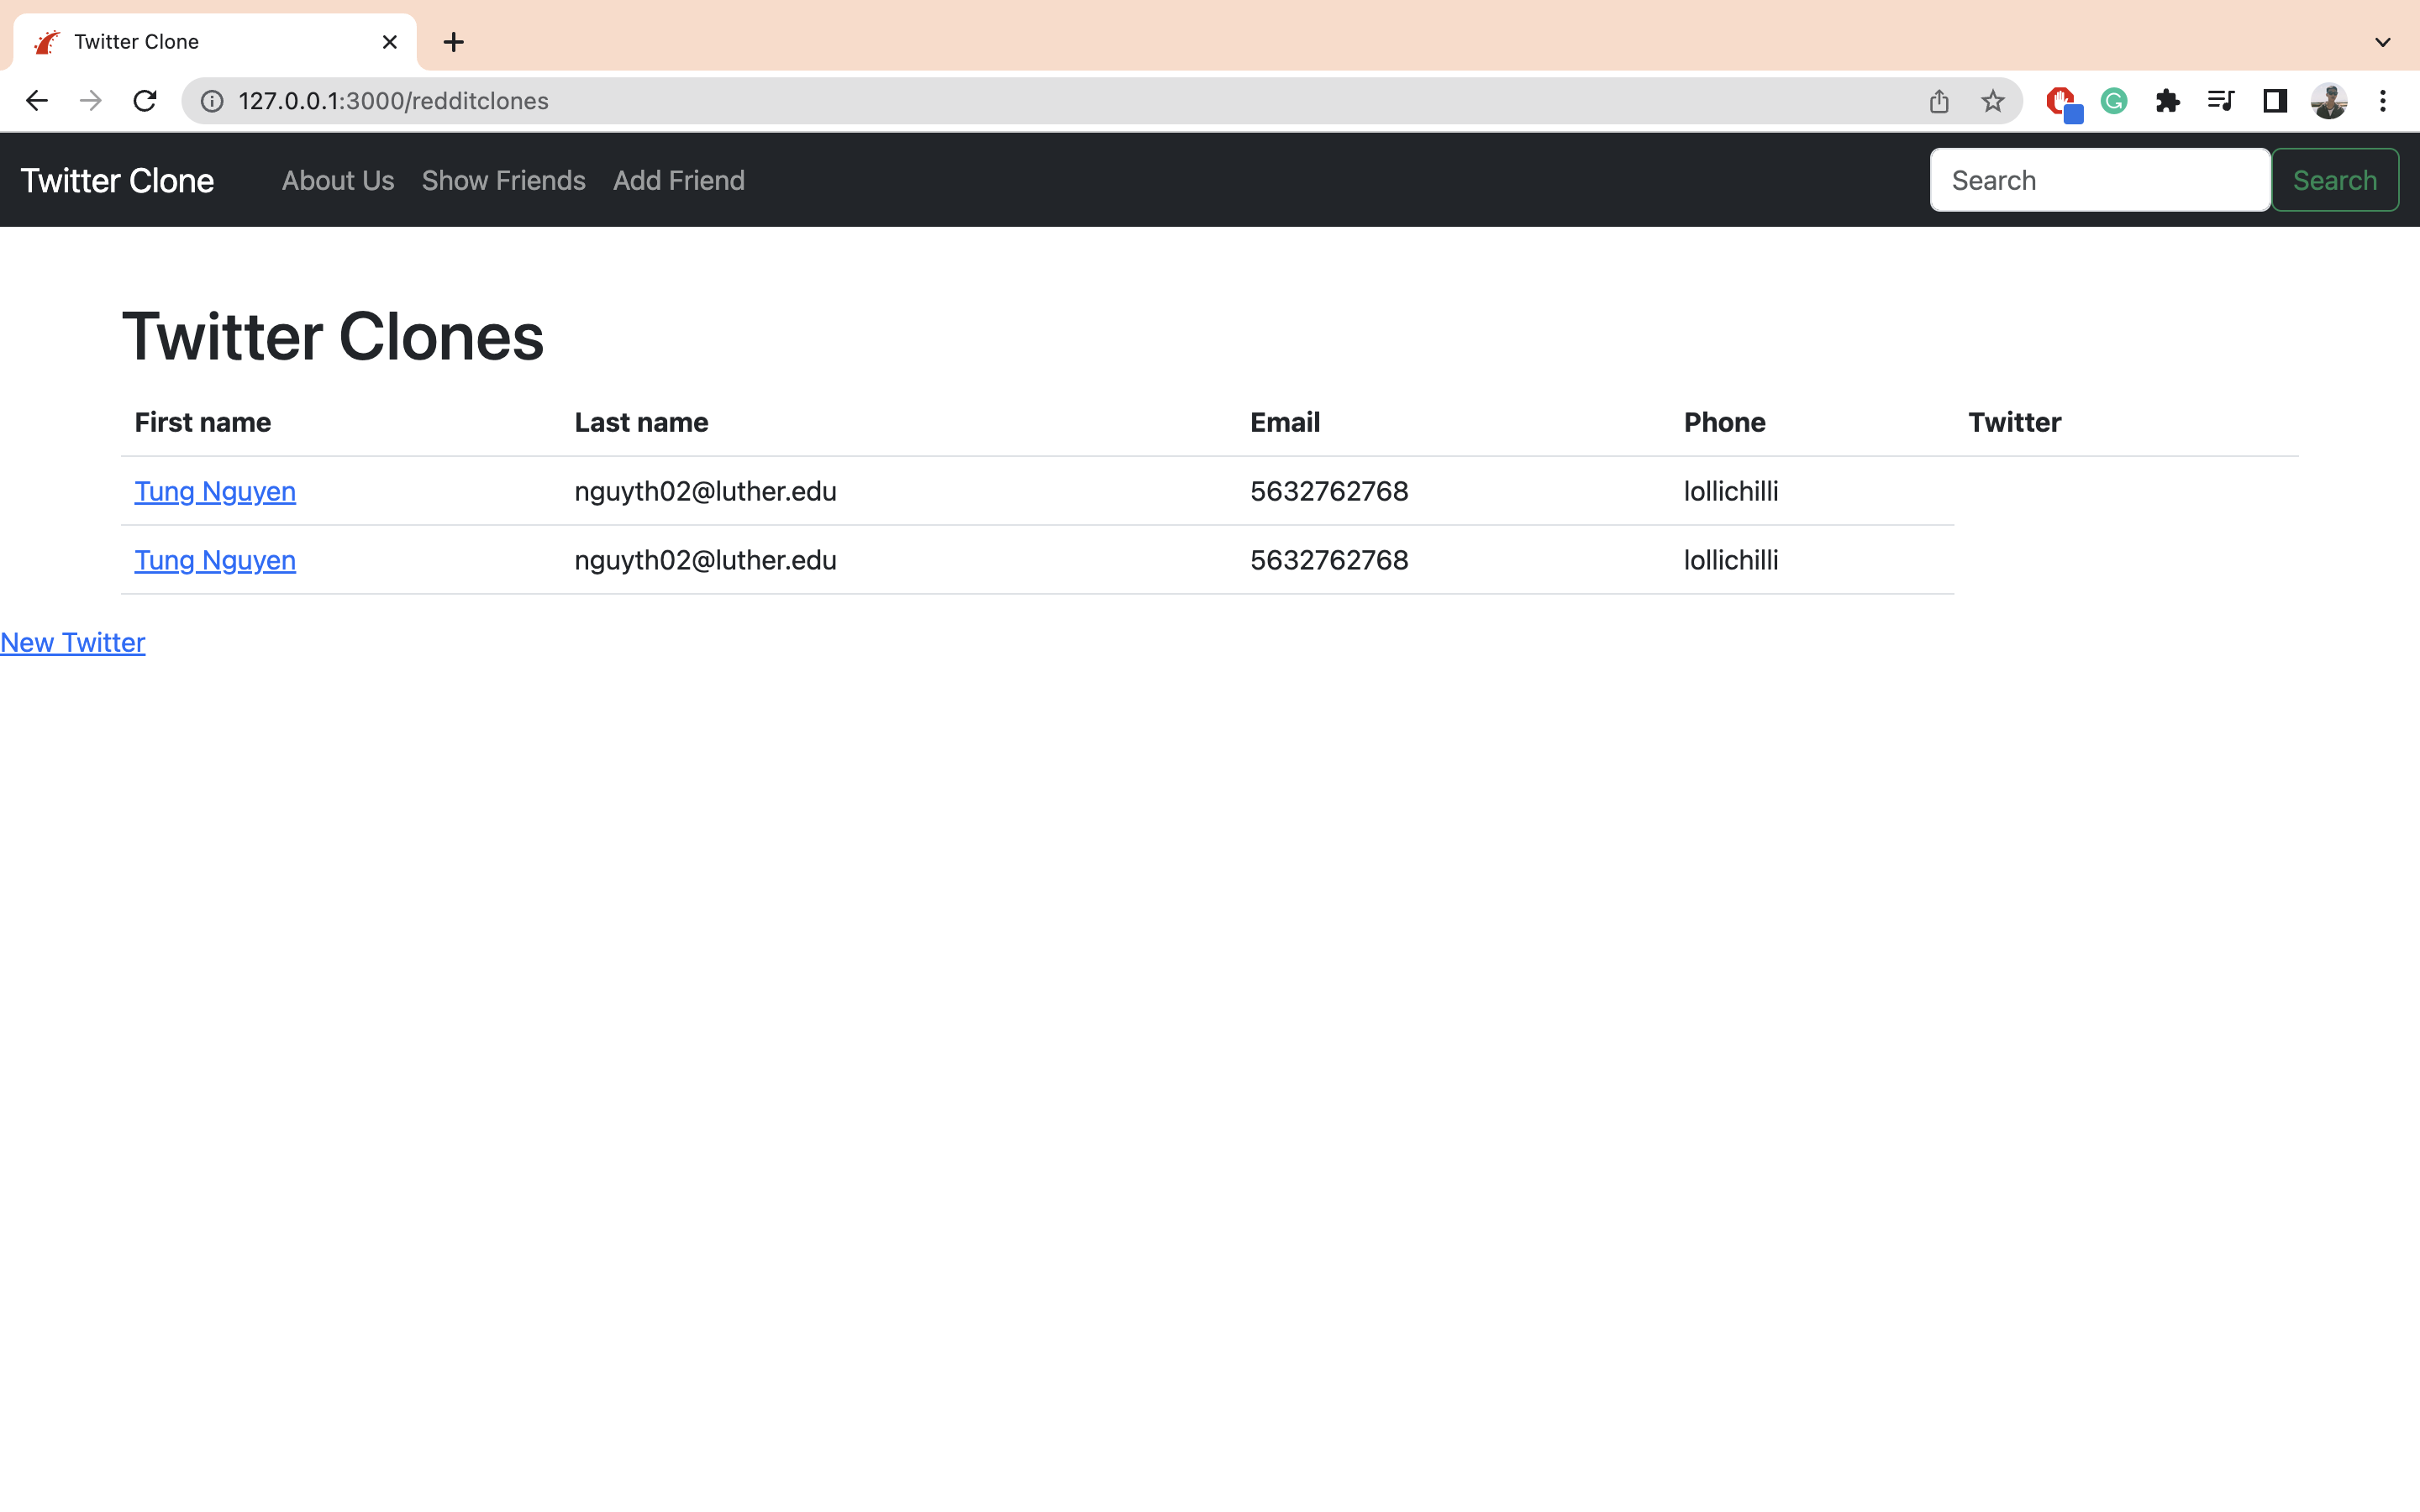 Twitter Clone
127.0.0.1:3000/redditclones
Twitter Clone About Us Show Friends Add Friend Search Search
Twitter Clones
First name Last name Email Phone Twitter
Tung Nguyen nguyth02@luther.edu 5632762768 lollichilli
Tung Nguyen nguyth02@luther.edu 5632762768 lollichilli
New Twitter